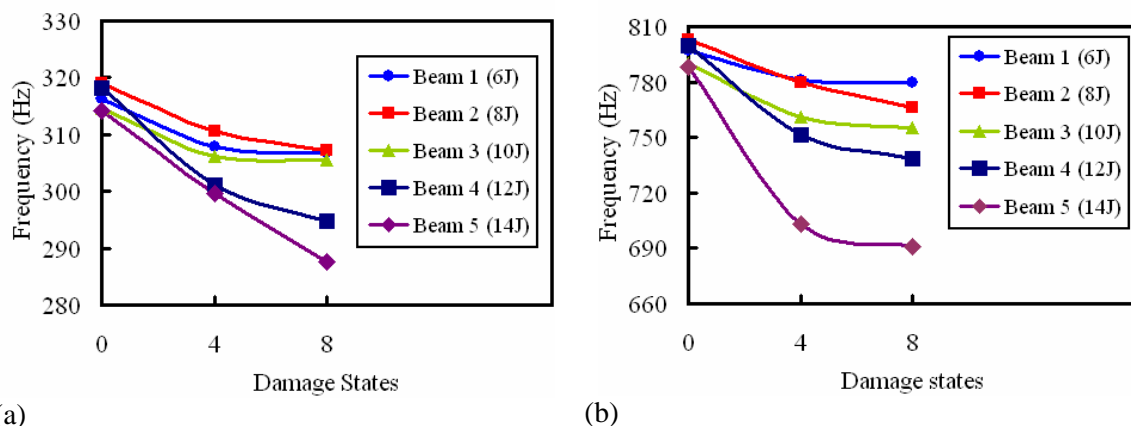 330
320
310
300
290
280
Frequency (Hz)
Beam 1 (6J)
Beam 2 (8J)
Beam 3 (10J)
Beam 4 (12J)
Beam 5 (14J)
0 4 8
Damage States
a)
810
780
750
720
690
660
Frequency (Hz)
Beam 1 (6J)
Beam 2 (8J)
Beam 3 (10J)
Beam 4 (12J)
Beam 5 (14J)
0 4 8
Damage states
(b)